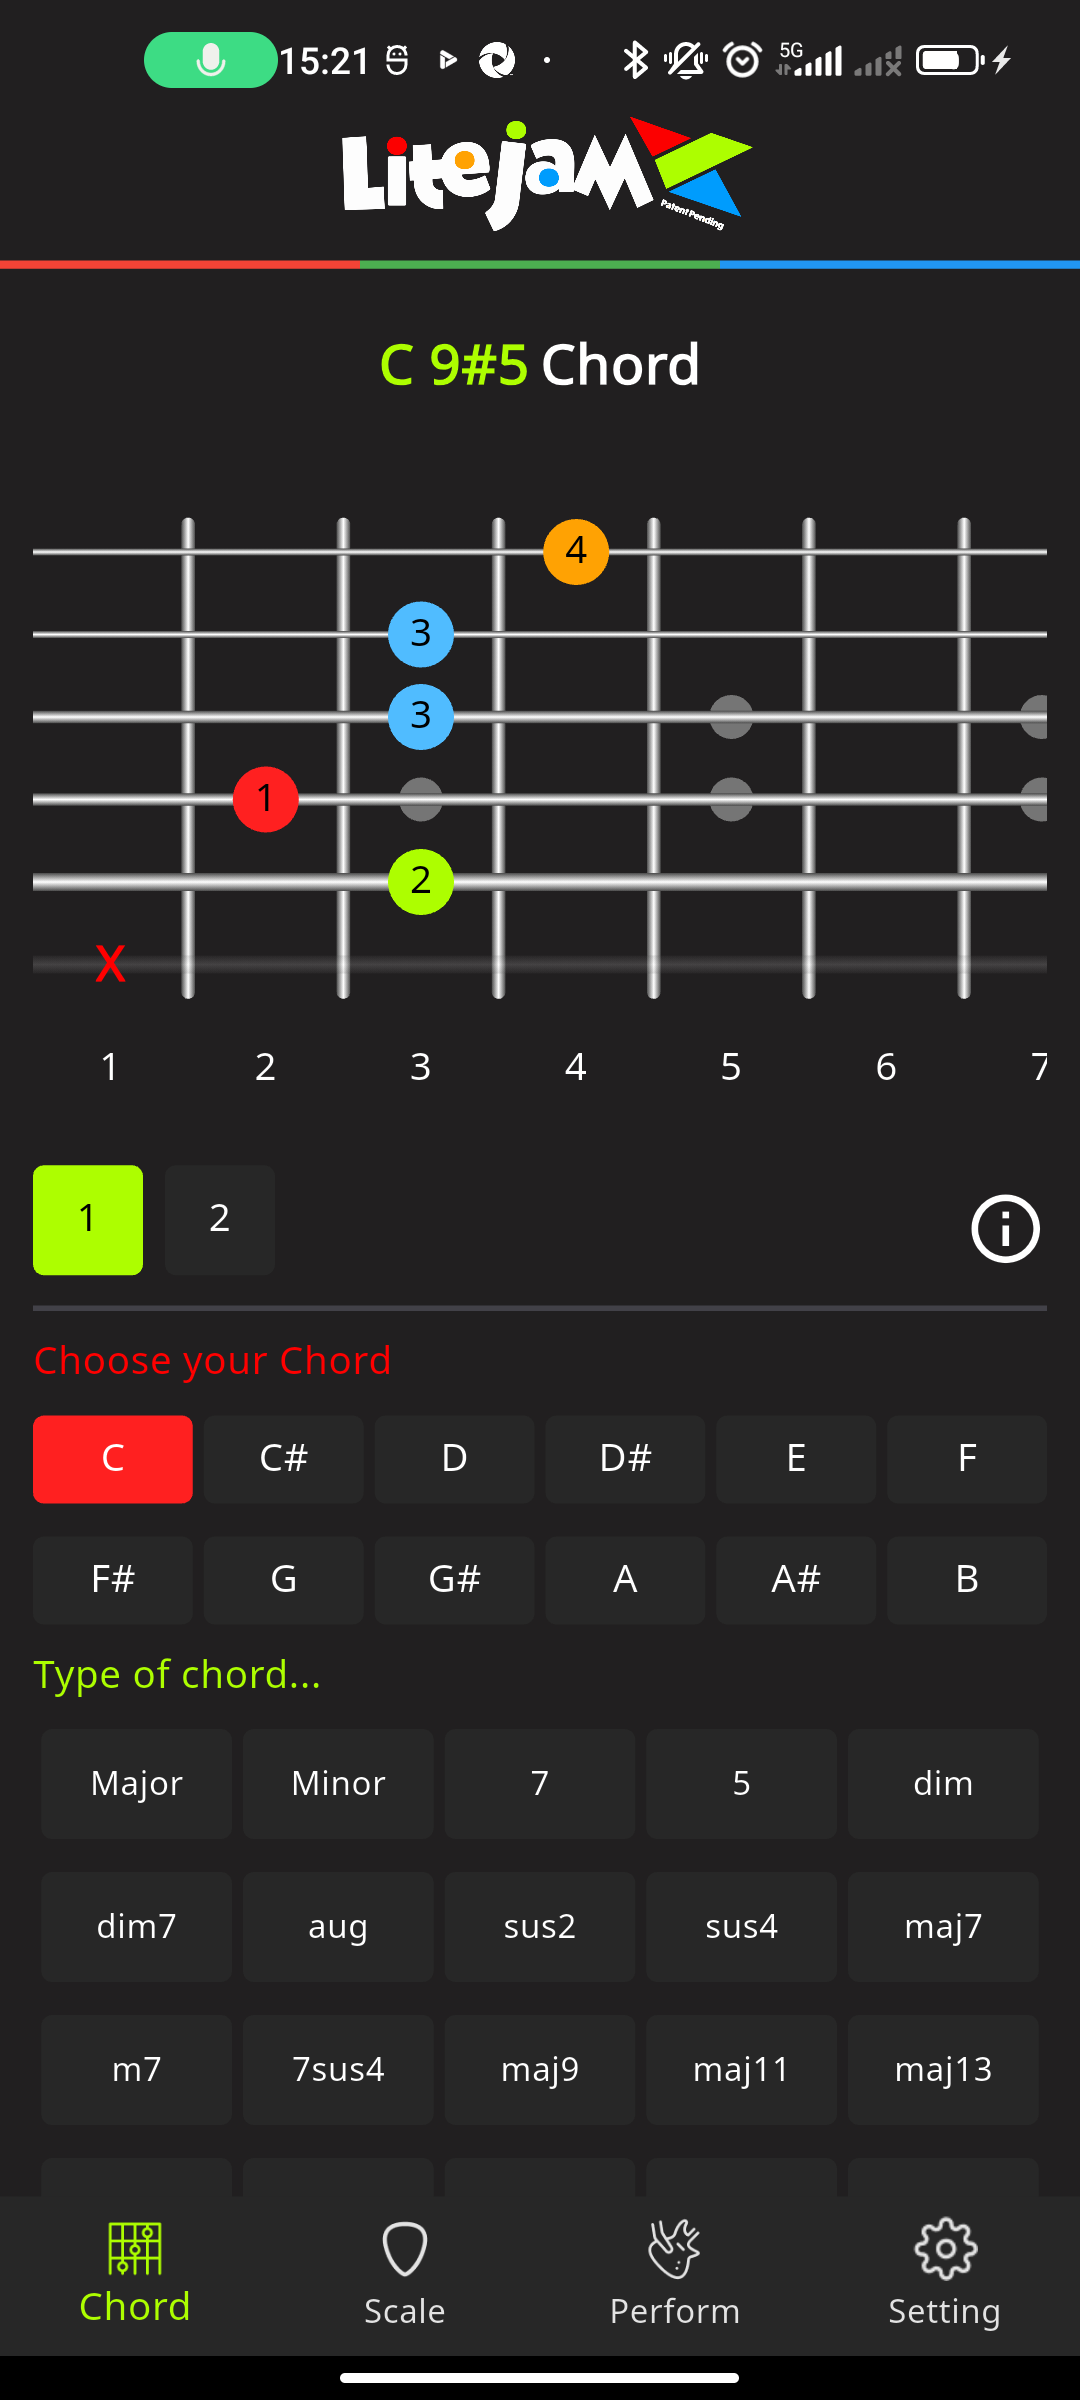 15:21 5G
Litejam
Patent Pending
C 9#5 Chord
4
3
3
1
2
X
1 2 3 4 5 6 7
1 2
Choose your Chord
C C# D D# E F
F# G G# A A# B
Type of chord...
Major Minor 7 5 dim
dim7 aug sus2 sus4 maj7
m7 7sus4 maj9 maj11 maj13
Chord Scale Perform Setting